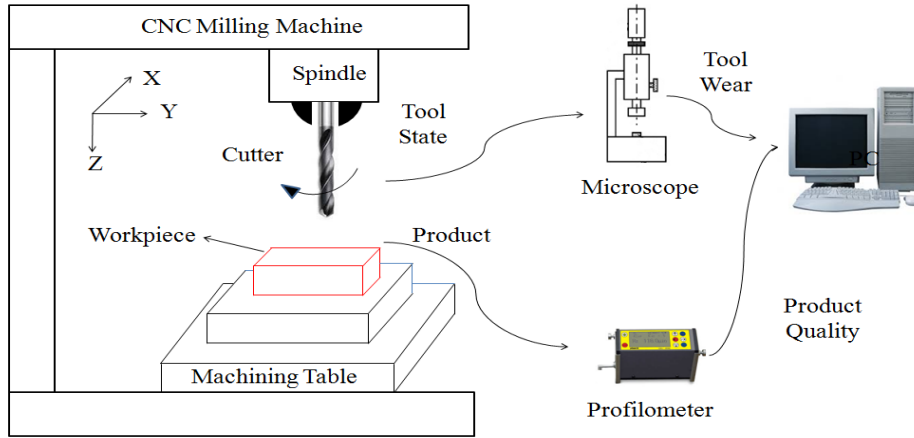 CNC Milling Machine
Spindle
X
Y
Z
Tool
State
Cutter
Tool
Wear
PC
Microscope
Workpiece
Product
Product
Quality
Machining Table
Profilometer